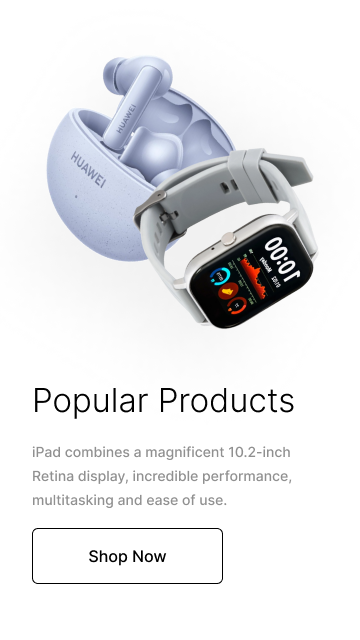 HUAWEI
HUAWEI
10:00
Popular Products
iPad combines a magnificent 10.2-inch
Retina display, incredible performance,
multitasking and ease of use.
Shop Now